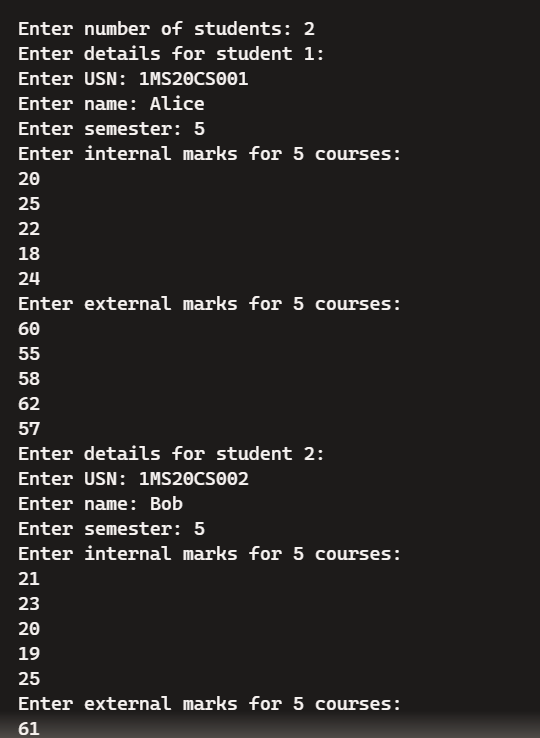 Enter number of students: 2
Enter details for student 1:
Enter USN: 1MS20CS001
Enter name: Alice
Enter semester: 5
Enter internal marks for 5 courses:
20
25
22
18
24
Enter external marks for 5 courses:
60
55
58
62
57
Enter details for student 2:
Enter USN: 1MS20CS002
Enter name: Bob
Enter semester: 5
Enter internal marks for 5 courses:
21
23
20
19
25
Enter external marks for 5 courses:
61